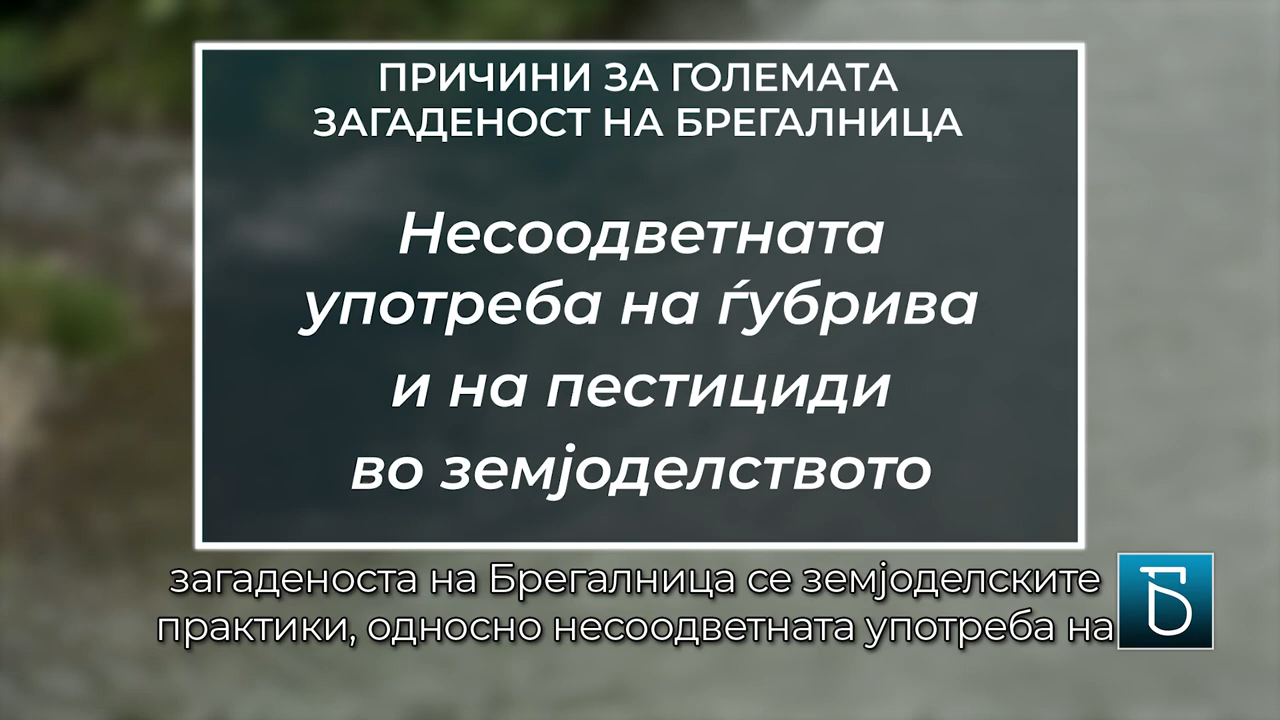 ПРИЧИНИ ЗА ГОЛЕМАТА
ЗАГАДЕНОСТ НА БРЕГАЛНИЦА
Несоодветната
употреба на ѓубрива
и на пестициди
во земјоделството
загаденоста на Брегалница се земјоделските
практики, односно несоодветната употреба на